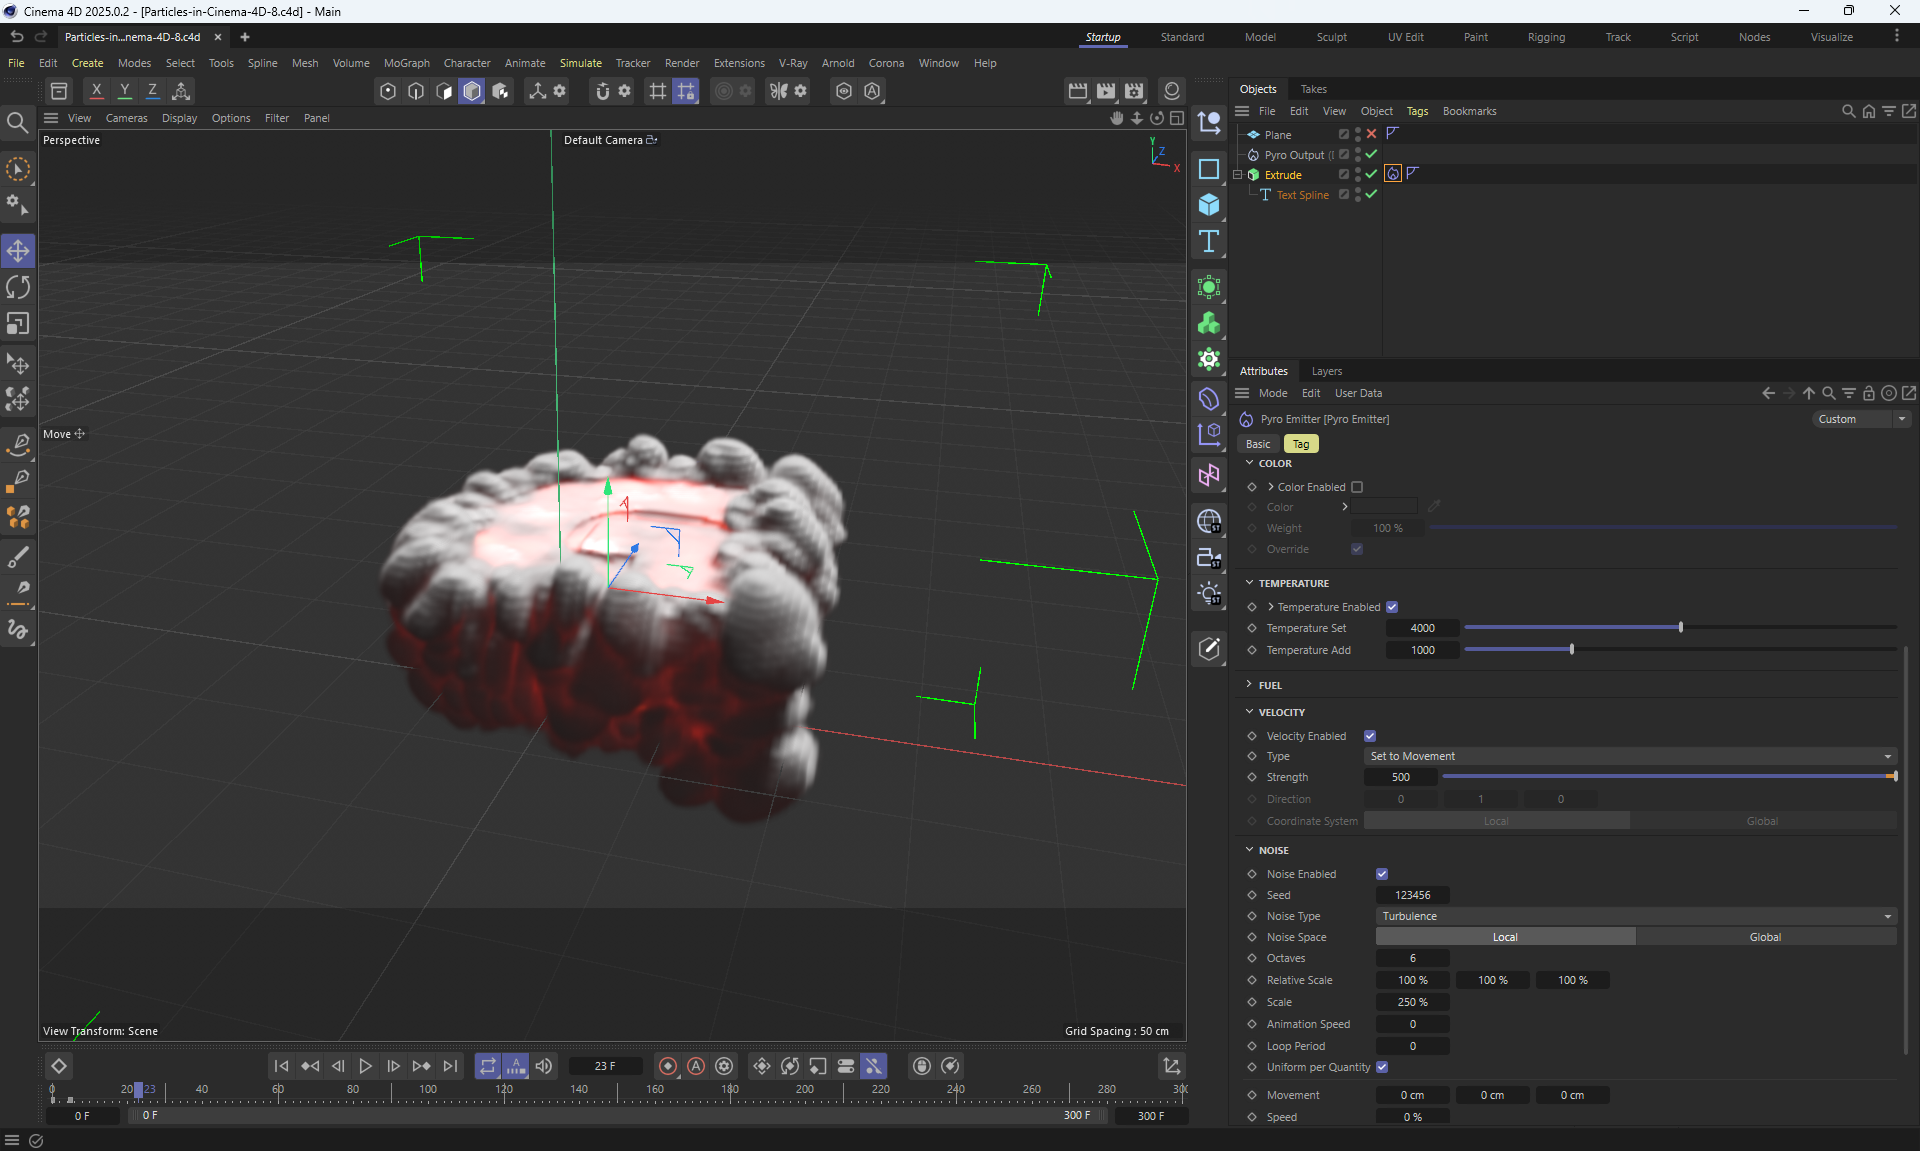 Cinema 4D 2025.0.2 - [Particles-in-Cinema-4D-8.c4d] - Main
Particles-in...nema-4D-8.c4d
Startup Standard Model Sculpt UV Edit Paint Rigging Track Script Nodes Visualize
File Edit Create Modes Select Tools Spline Mesh Volume MoGraph Character Animate Simulate Tracker Render Extensions V-Ray Arnold Corona Window Help
X Y Z
View Cameras Display Options Filter Panel
Perspective
Default Camera
Y
Z
X
Move
View Transform: Scene
Grid Spacing : 50 cm
ST
ST
ST
Objects Takes
File Edit View Object Tags Bookmarks
Plane
Pyro Output
Extrude
Text Spline
Attributes Layers
Mode Edit User Data
Pyro Emitter [Pyro Emitter]
Custom
Basic Tag
COLOR
Color Enabled
Color
Weight 100 %
Override
TEMPERATURE
Temperature Enabled
Temperature Set 4000
Temperature Add 1000
FUEL
VELOCITY
Velocity Enabled
Type Set to Movement
Strength 500
Direction 0 1 0
Coordinate System Local Global
NOISE
Noise Enabled
Seed 123456
Noise Type Turbulence
Noise Space Local Global
Octaves 6
Relative Scale 100 % 100 % 100 %
Scale 250 %
Animation Speed 0
Loop Period 0
Uniform per Quantity
Movement 0 cm 0 cm 0 cm
Speed 0 %
23 F
0 20 23 40 60 80 100 120 140 160 180 200 220 240 260 280 30
0 F 0 F 300 F 300 F